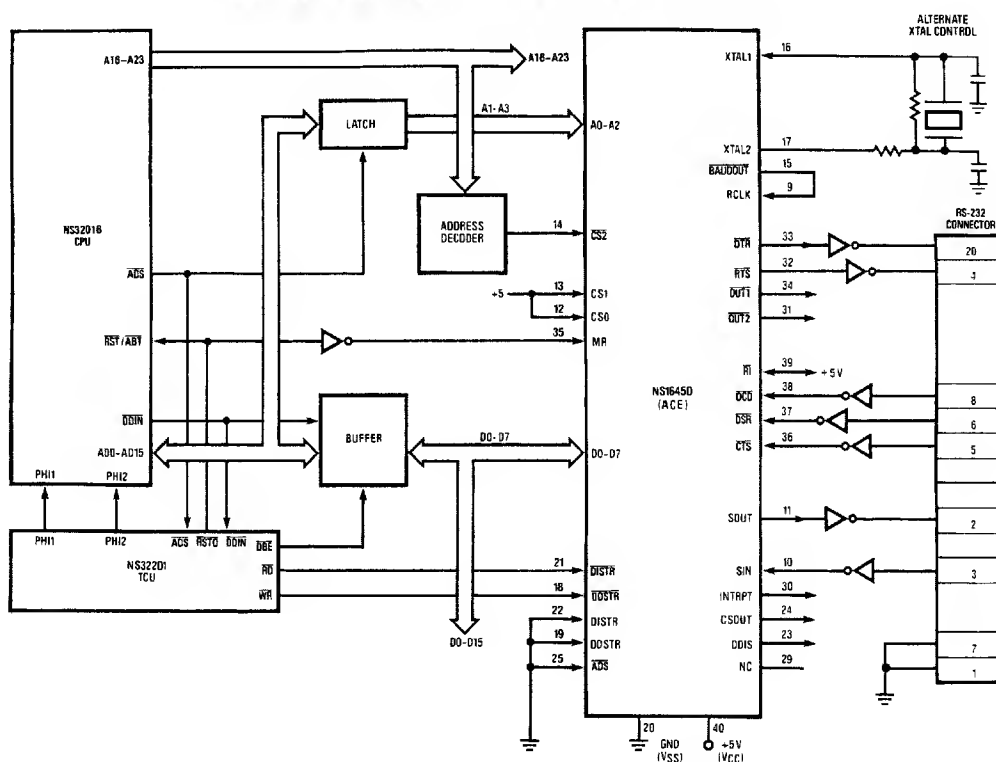 ALTERNATE
XTAL CONTROL
A16-A23
A16-A23
XTAL1
16
LATCH
A1-A3
A0-A2
XTAL2
17
BAUDOUT
15
RCLK
9
RS-232
CONNECTOR
NS32016
CPU
ADDRESS
DECODER
14
CS2
DTR
33
20
RTS
32
4
ADS
+5
13
CS1
12
CS0
OUT1
34
OUT2
31
RST/ABT
35
MR
NS16450
(ACE)
RI
39
+5V
DCD
38
8
DSR
37
6
CTS
36
5
DDIN
BUFFER
AD0-AD15
D0-D7
D0-D7
PHI1
PHI2
SOUT
11
2
PHI1
PHI2
ADS
RSTO
DDIN
DBE
NS32201
TCU
RD
WR
21
DISTR
18
DOSTR
22
DISTR
19
DOSTR
25
ADS
D0-D15
SIN
10
3
INTRPT
30
CSOUT
24
DDIS
23
NC
29
7
1
20
GND
(VSS)
40
+5V
(VCC)